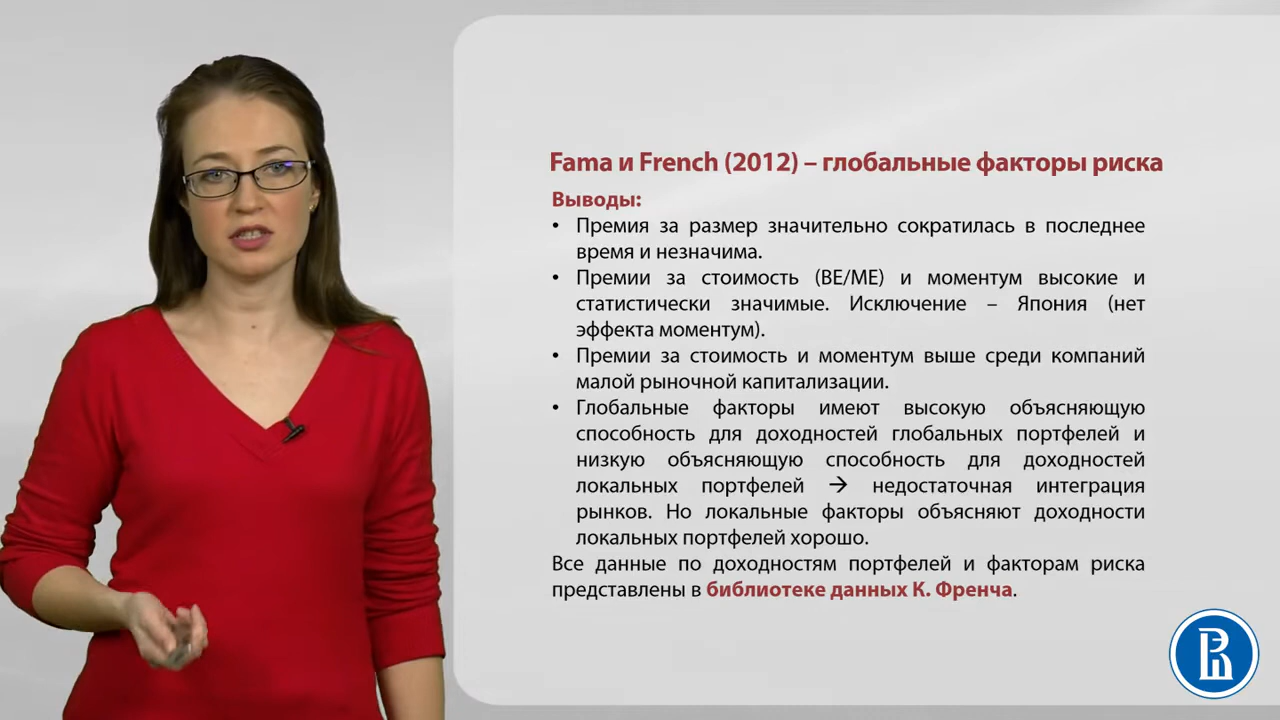 Fama и French (2012) – глобальные факторы риска
Выводы:
• Премия за размер значительно сократилась в последнее
время и незначима.
• Премии за стоимость (BE/ME) и моментум высокие и
статистически значимые. Исключение – Япония (нет
эффекта моментум).
• Премии за стоимость и моментум выше среди компаний
малой рыночной капитализации.
• Глобальные факторы имеют высокую объясняющую
способность для доходностей глобальных портфелей и
низкую объясняющую способность для доходностей
локальных портфелей → недостаточная интеграция
рынков. Но локальные факторы объясняют доходности
локальных портфелей хорошо.
Все данные по доходностям портфелей и факторам риска
представлены в библиотеке данных К. Френча.